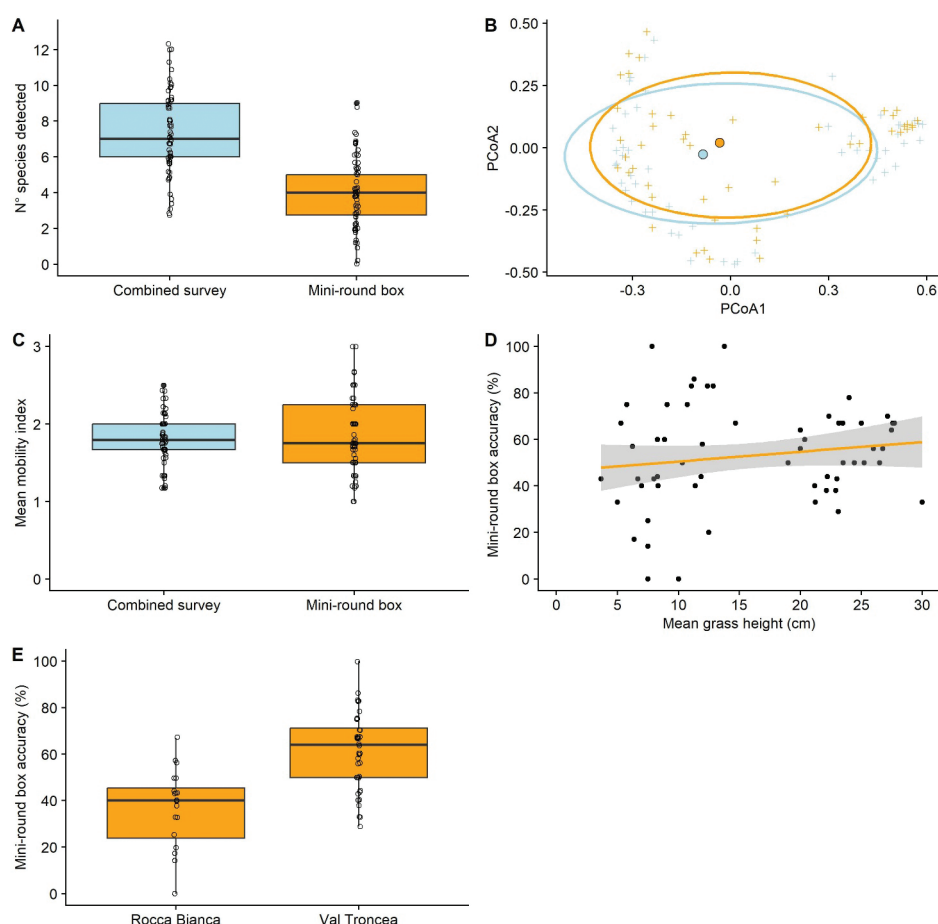 A
N° species detected
12
10
8
6
4
2
0
Combined survey
Mini-round box
B
PCoA2
0.50
0.25
0.00
-0.25
-0.50
-0.3
0.0
0.3
0.6
PCoA1
C
Mean mobility index
3
2
1
0
Combined survey
Mini-round box
D
Mini-round box accuracy (%)
100
80
60
40
20
0
0
5
10
15
20
25
30
Mean grass height (cm)
E
Mini-round box accuracy (%)
100
80
60
40
20
0
Rocca Bianca
Val Troncea